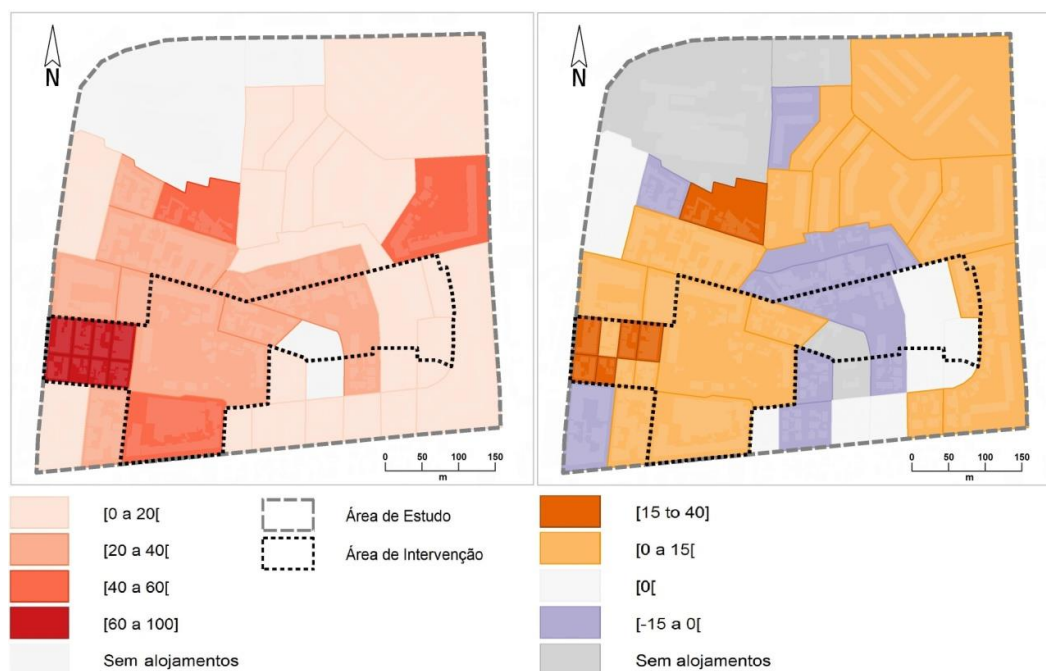 N
N
0 50 100 150
m
0 50 100 150
m
[0 a 20[
[20 a 40[
[40 a 60[
[60 a 100]
Sem alojamentos
Área de Estudo
Área de Intervenção
[15 to 40]
[0 a 15[
[0[
[-15 a 0[
Sem alojamentos